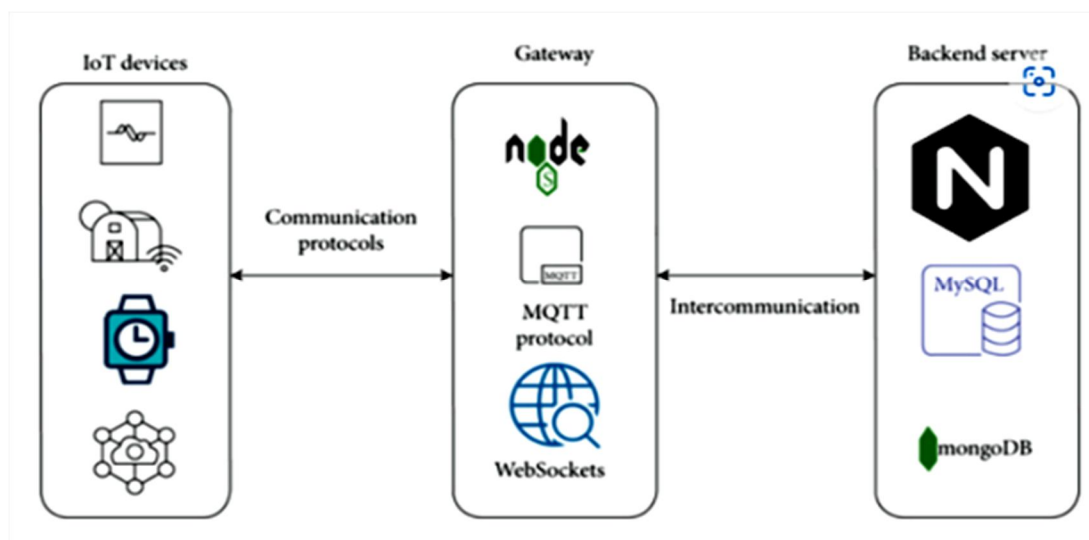 IoT devices
Gateway
Backend server
node
S
Communication
protocols
MQTT
MQTT
protocol
WebSockets
Intercommunication
N
MySQL
mongoDB